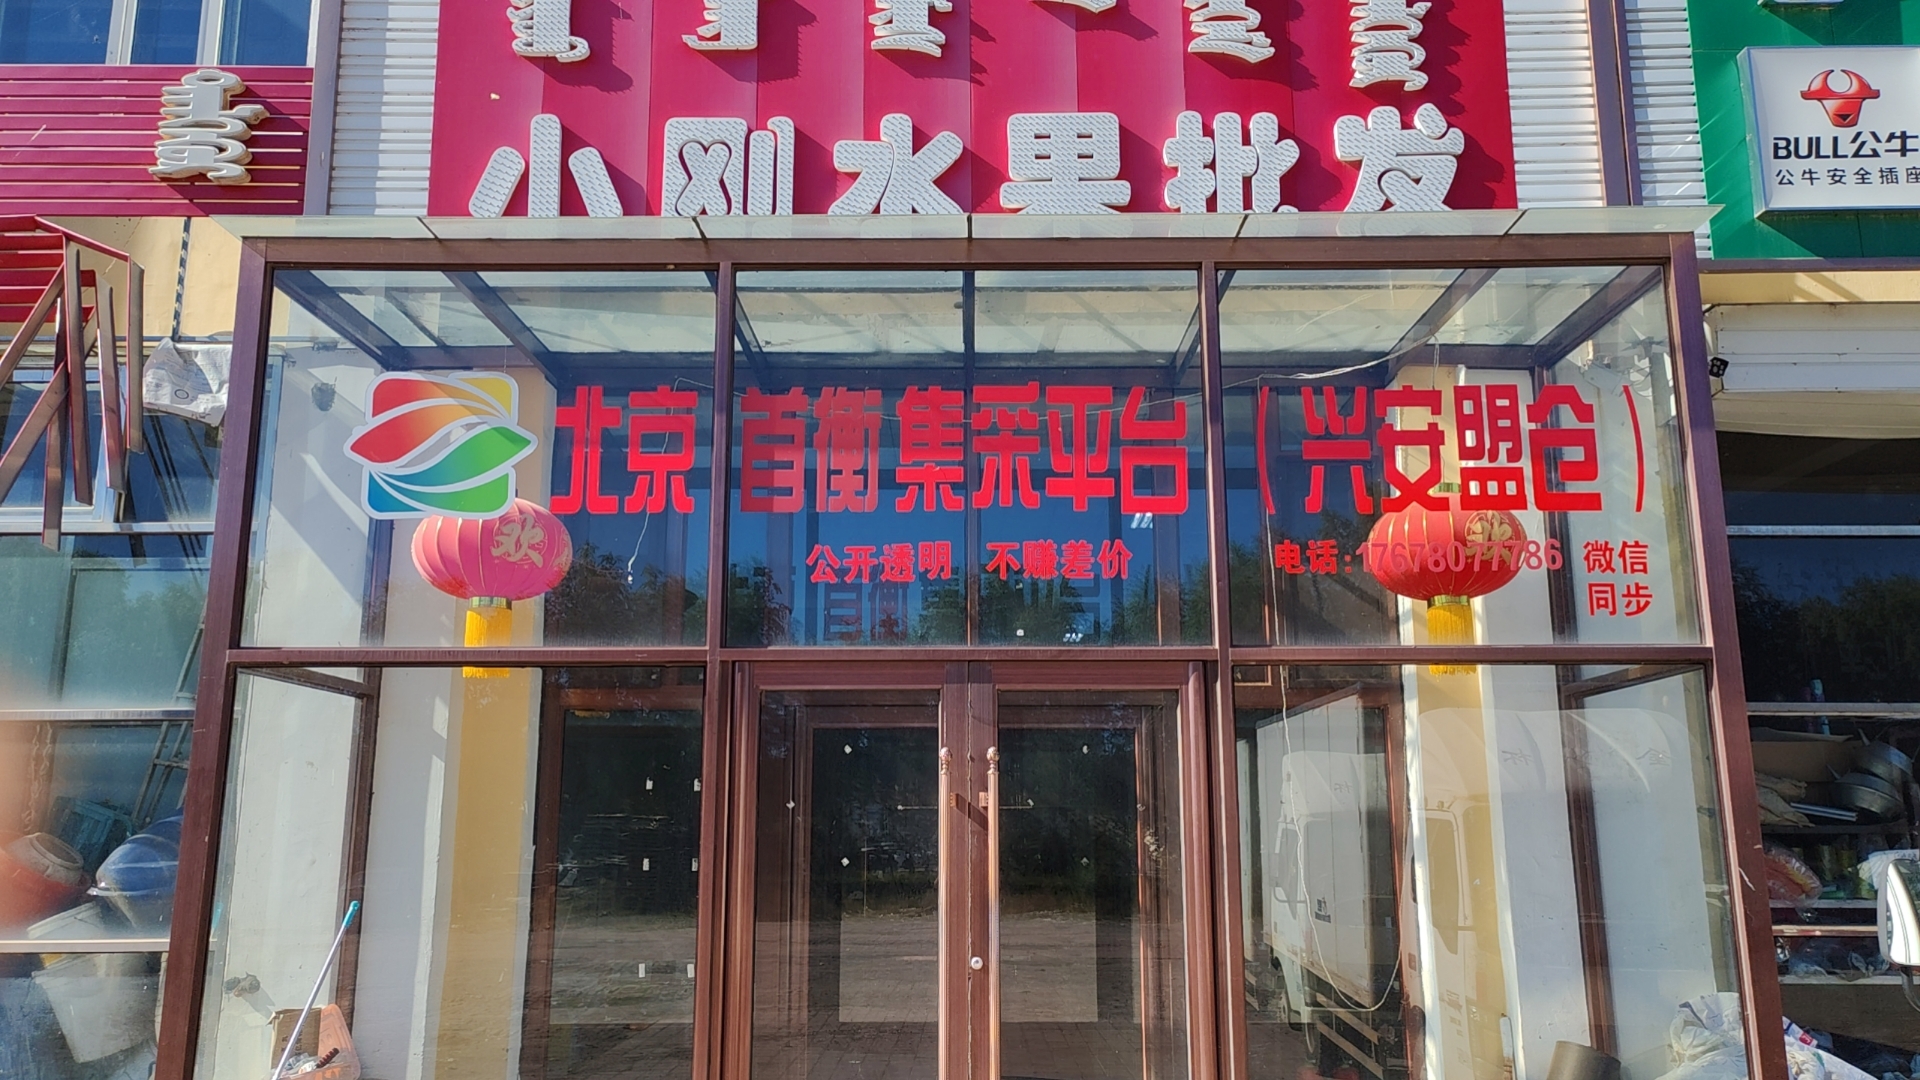 小刚水果批发
BULL公牛
公牛安全插座
北京首衡集采平台（兴安盟仓）
公开透明 不赚差价
电话:17678077786 微信
同步